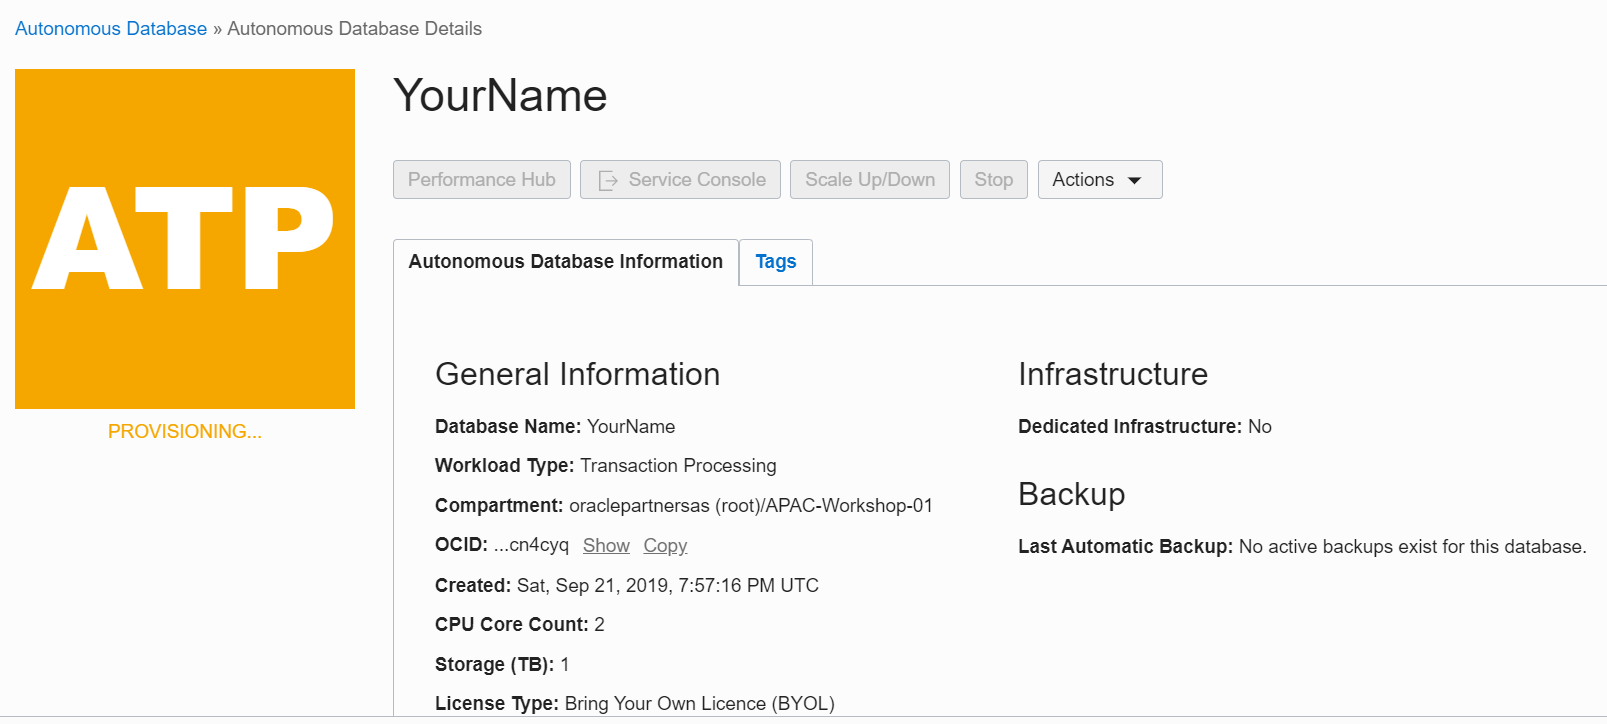 Autonomous Database » Autonomous Database Details
ATP
PROVISIONING...
YourName
Performance Hub Service Console Scale Up/Down Stop Actions
Autonomous Database Information Tags
General Information
Database Name: YourName
Workload Type: Transaction Processing
Compartment: oraclepartnersas (root)/APAC-Workshop-01
OCID: ...cn4cyq Show Copy
Created: Sat, Sep 21, 2019, 7:57:16 PM UTC
CPU Core Count: 2
Storage (TB): 1
License Type: Bring Your Own Licence (BYOL)
Infrastructure
Dedicated Infrastructure: No
Backup
Last Automatic Backup: No active backups exist for this database.